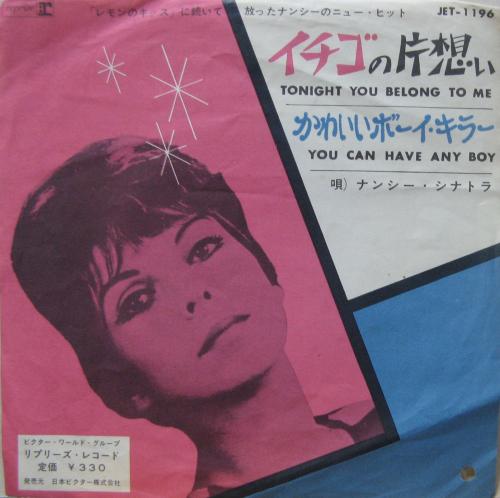 reprise R
「レモンのキッス」に続いて 放ったナンシーのニュー・ヒット JET-1196
イチゴの片想い
TONIGHT YOU BELONG TO ME
かわいいボーイ・キラー
YOU CAN HAVE ANY BOY
唄) ナンシー・シナトラ
ビクター・ワールド・グループ
リプリーズ・レコード
定価 ¥330
発売元 日本ビクター株式会社